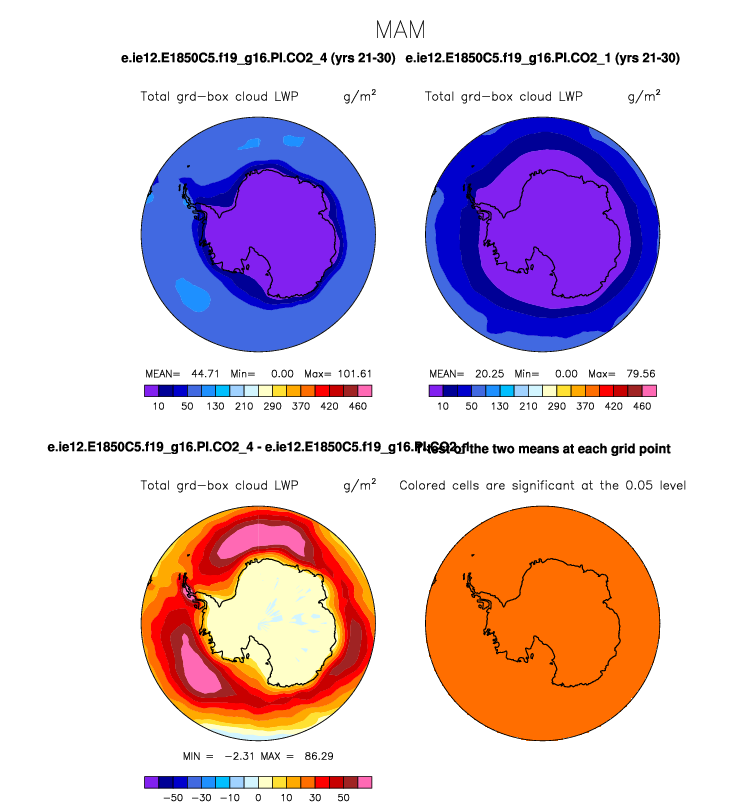 MAM
e.ie12.E1850C5.f19_g16.PI.CO2_4 (yrs 21-30) e.ie12.E1850C5.f19_g16.PI.CO2_1 (yrs 21-30)
Total grd-box cloud LWP g/m² Total grd-box cloud LWP g/m²
MEAN= 44.71 Min= 0.00 Max= 101.61 MEAN= 20.25 Min= 0.00 Max= 79.56
10 50 130 210 290 370 420 460 10 50 130 210 290 370 420 460
e.ie12.E1850C5.f19_g16.PI.CO2_4 - e.ie12.E1850C5.f19_g16.PI.CO2_1 T-test of the two means at each grid point
Total grd-box cloud LWP g/m² Colored cells are significant at the 0.05 level
MIN = -2.31 MAX = 86.29
-50 -30 -10 0 10 30 50